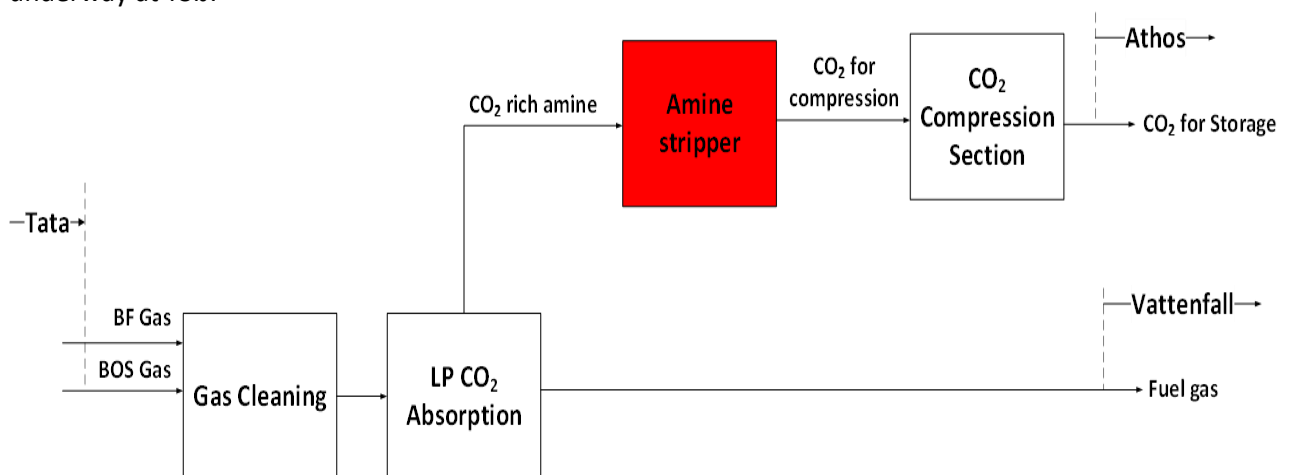 Athos
CO₂ for
compression
CO₂
Compression
Section
CO₂ rich amine
Amine
stripper
CO₂ for Storage
Tata
BF Gas
BOS Gas
Gas Cleaning
LP CO₂
Absorption
Vattenfall
Fuel gas